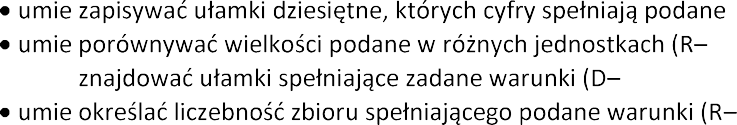 • umie zapisywać ułamki dziesiętne, których cyfry spełniają podane
• umie porównywać wielkości podane w różnych jednostkach (R–
znajdować ułamki spełniające zadane warunki (D–
• umie określać liczebność zbioru spełniającego podane warunki (R–